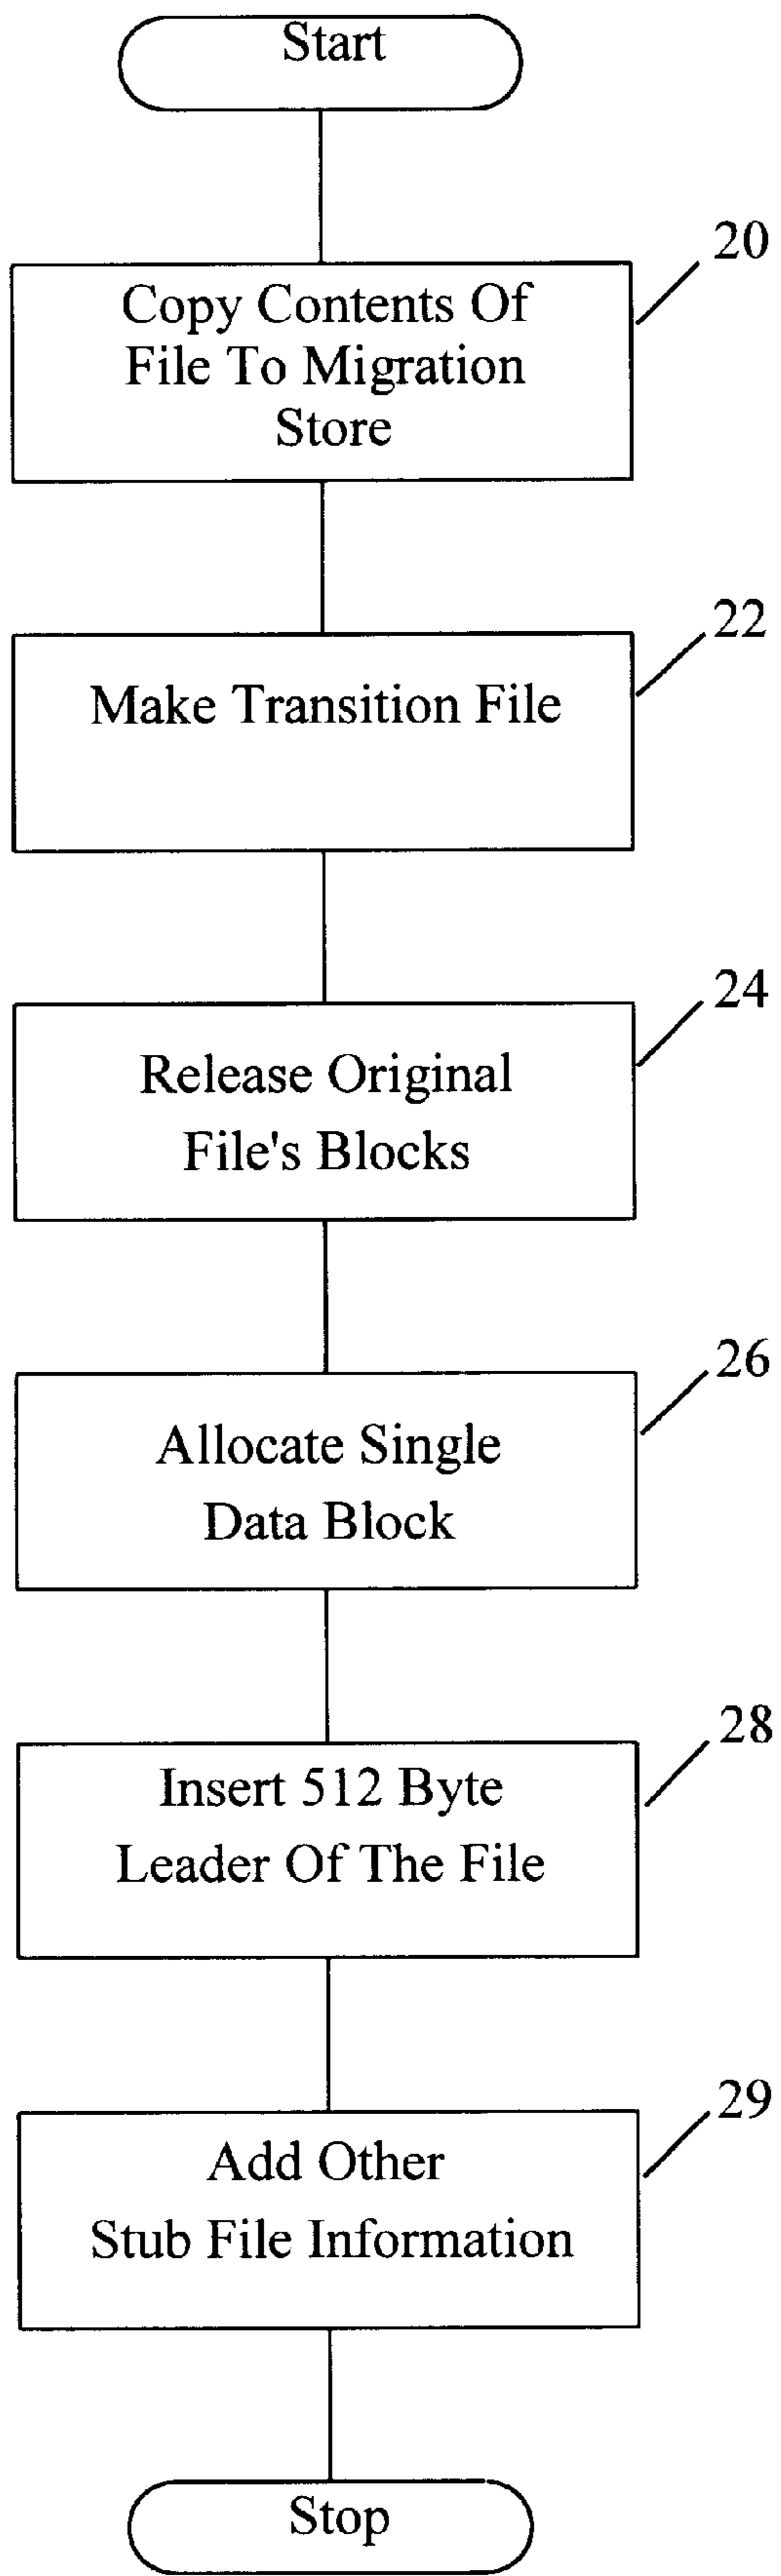 Start
20
Copy Contents Of
File To Migration
Store
22
Make Transition File
24
Release Original
File's Blocks
26
Allocate Single
Data Block
28
Insert 512 Byte
Leader Of The File
29
Add Other
Stub File Information
Stop